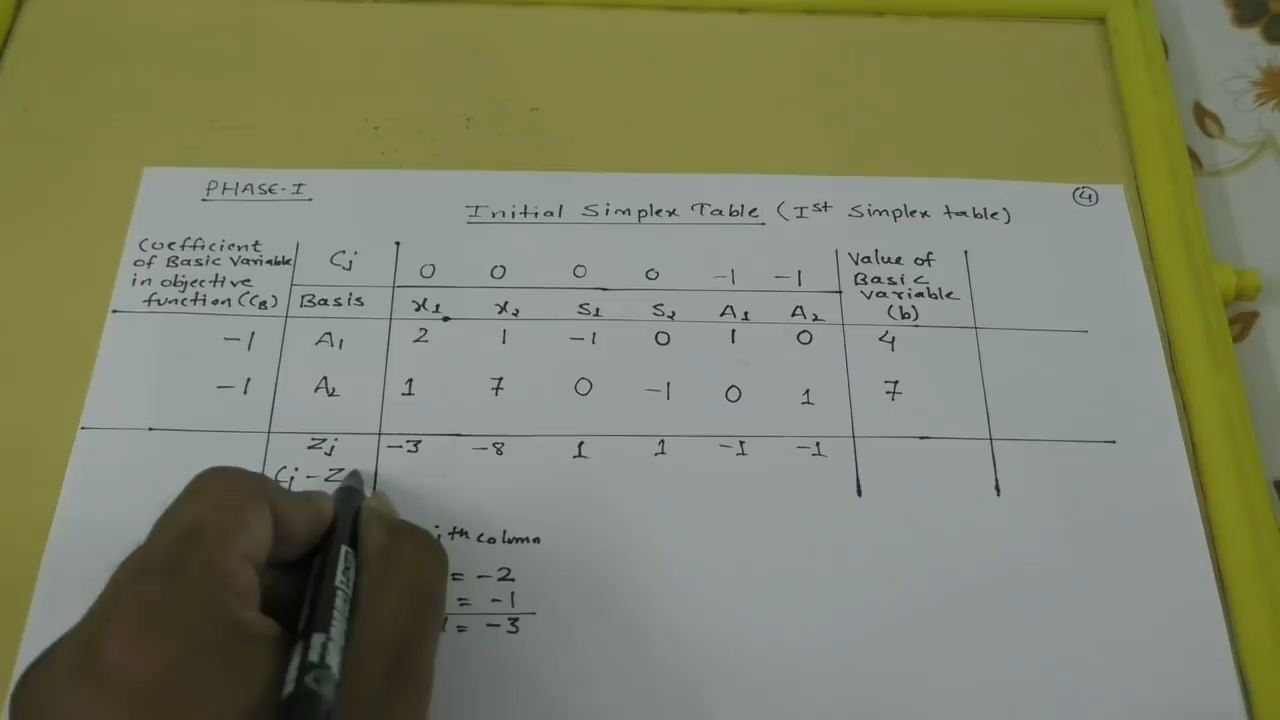 PHASE-I
4
Initial Simplex Table (Ist Simplex table)
Coefficient of Basic Variable in objective function (CB)
Cj
0 0 0 0 -1 -1
Value of Basic Variable (b)
Basis
x1 x2 S1 S2 A1 A2
-1 A1 2 1 -1 0 1 0 4
-1 A2 1 7 0 -1 0 1 7
Zj -3 -8 1 1 -1 -1
Cj - Z
jth column
= -2
= -1
= -3